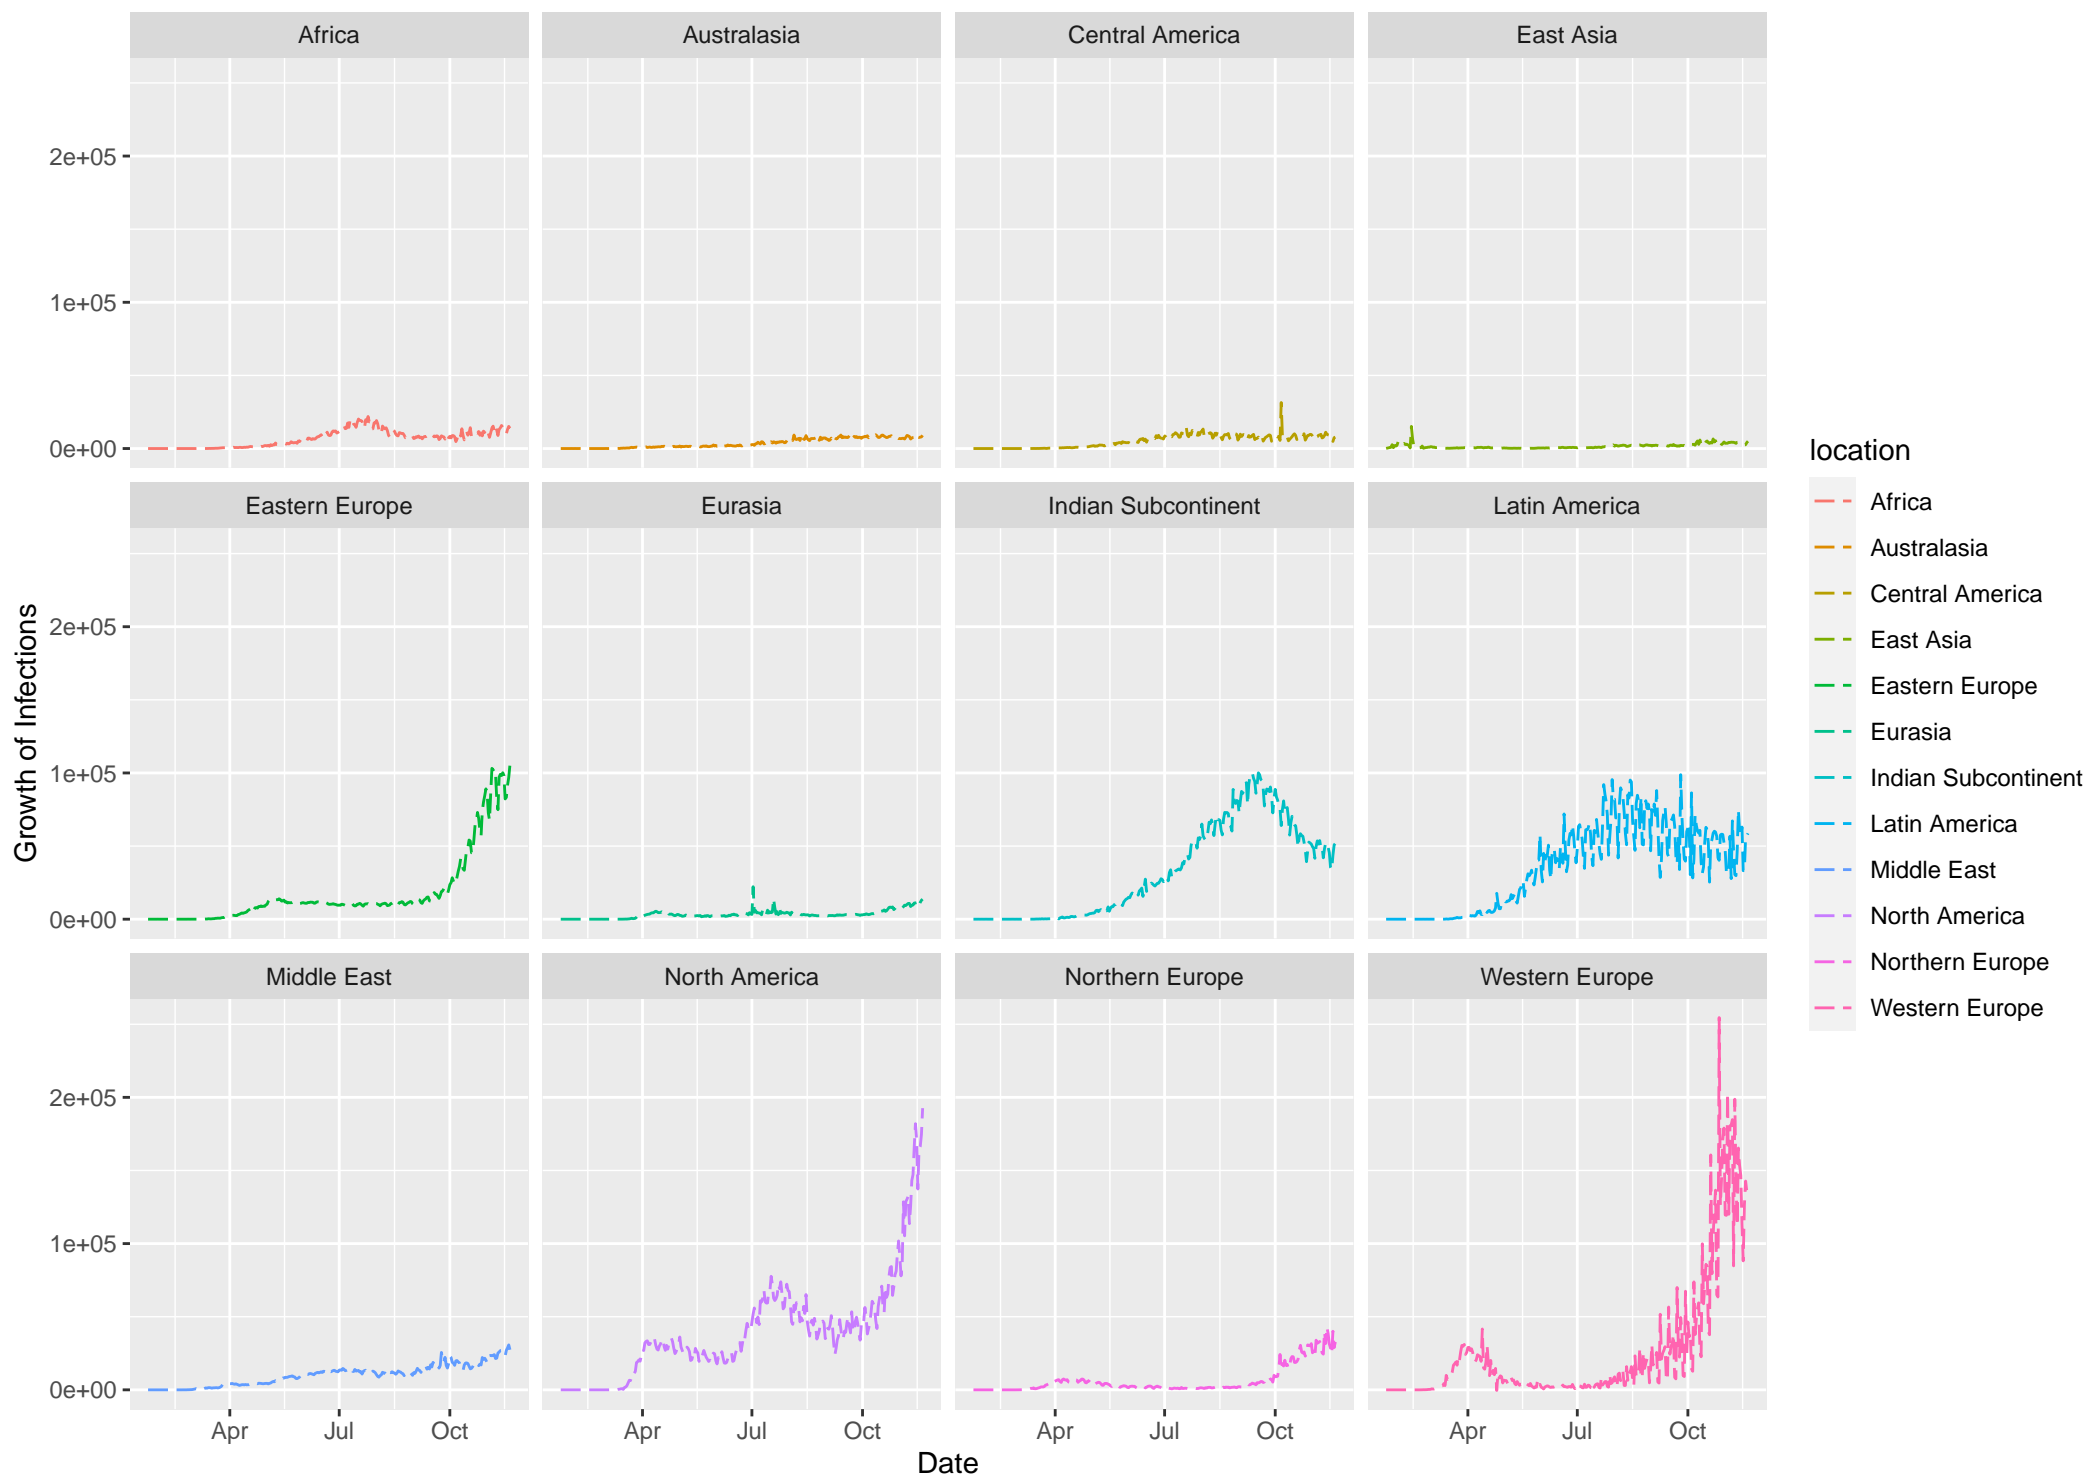 Africa
Australasia
Central America
East Asia
2e+05
1e+05
0e+00
Eastern Europe
Eurasia
Indian Subcontinent
Latin America
2e+05
1e+05
0e+00
Middle East
North America
Northern Europe
Western Europe
2e+05
1e+05
0e+00
Apr Jul Oct
Apr Jul Oct
Apr Jul Oct
Apr Jul Oct
Date
Growth of Infections
location
Africa
Australasia
Central America
East Asia
Eastern Europe
Eurasia
Indian Subcontinent
Latin America
Middle East
North America
Northern Europe
Western Europe